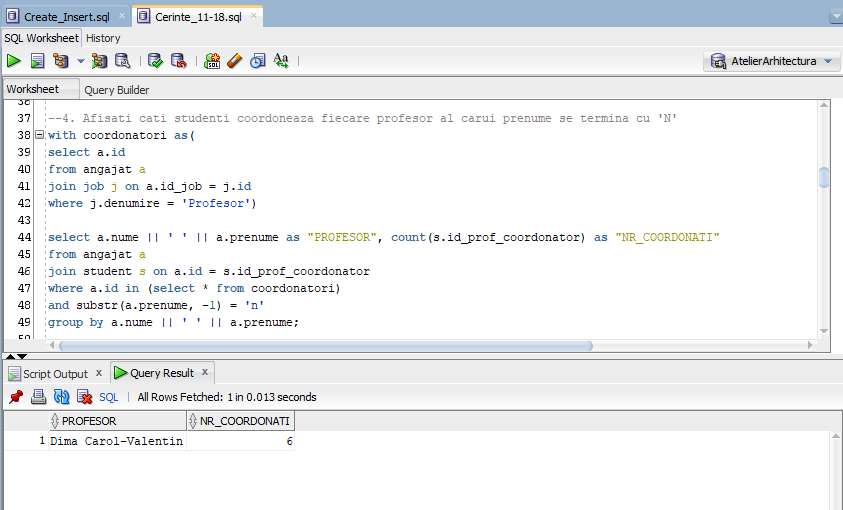 Create_Insert.sql
Cerinte_11-18.sql
SQL Worksheet History
AtelierArhitectura
Worksheet Query Builder
37 --4. Afisati cati studenti coordoneaza fiecare profesor al carui prenume se termina cu 'N'
38 with coordonatori as(
39 select a.id
40 from angajat a
41 join job j on a.id_job = j.id
42 where j.denumire = 'Profesor')
43
44 select a.nume || ' ' || a.prenume as "PROFESOR", count(s.id_prof_coordonator) as "NR_COORDONATI"
45 from angajat a
46 join student s on a.id = s.id_prof_coordonator
47 where a.id in (select * from coordonatori)
48 and substr(a.prenume, -1) = 'n'
49 group by a.nume || ' ' || a.prenume;
Script Output x Query Result x
SQL | All Rows Fetched: 1 in 0.013 seconds
PROFESOR NR_COORDONATI
1 Dima Carol-Valentin 6